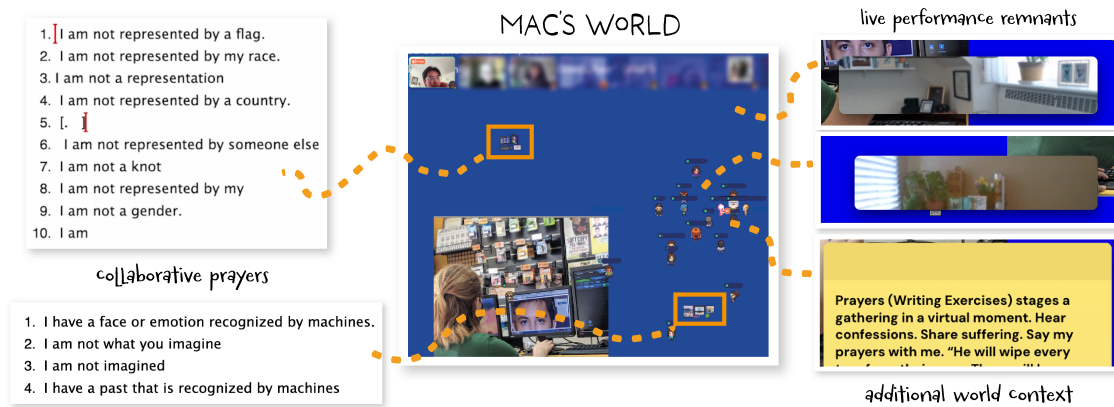 MAC'S WORLD
live performance remnants
1. I am not represented by a flag.
2. I am not represented by my race.
3. I am not a representation
4. I am not represented by a country.
5. [. ]
6. I am not represented by someone else
7. I am not a knot
8. I am not represented by my
9. I am not a gender.
10. I am
collaborative prayers
1. I have a face or emotion recognized by machines.
2. I am not what you imagine
3. I am not imagined
4. I have a past that is recognized by machines
Prayers (Writing Exercises) stages a
gathering in a virtual moment. Hear
confessions. Share suffering. Say my
prayers with me. “He will wipe every
additional world context